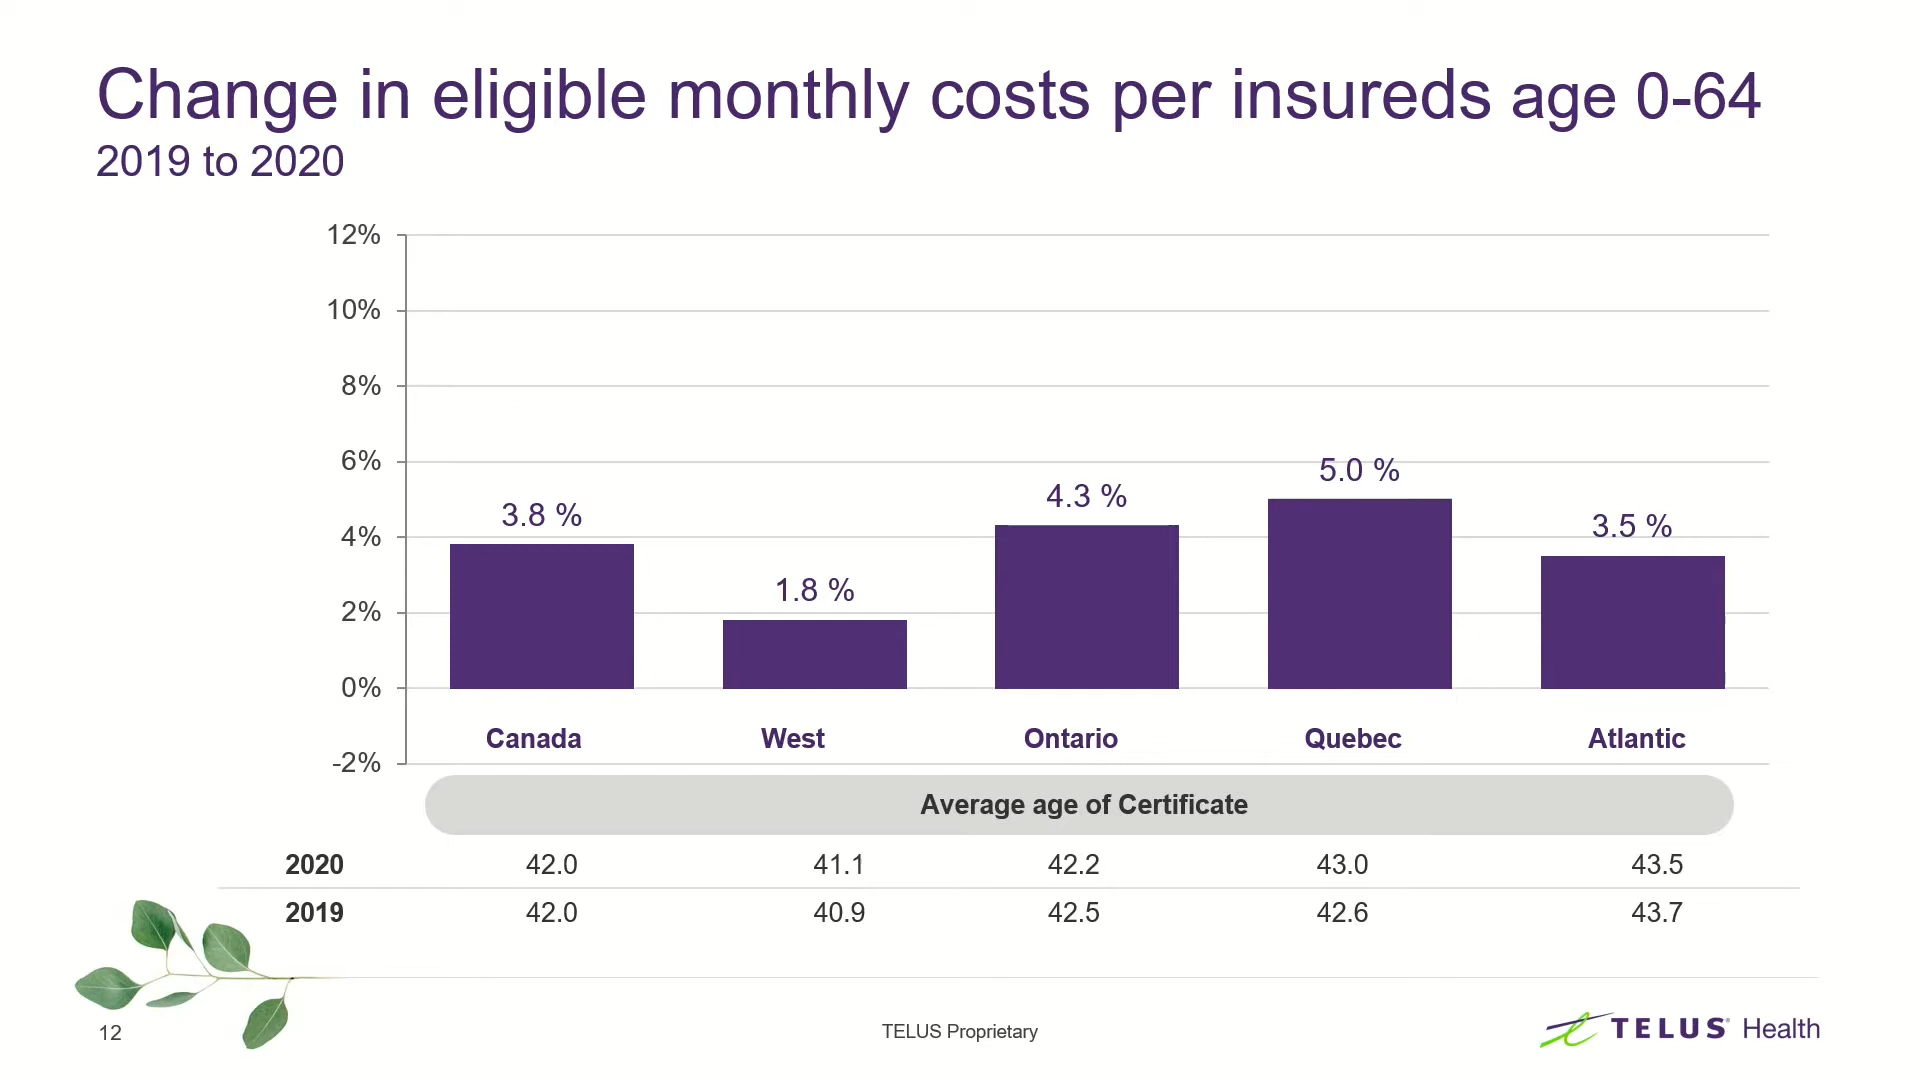 Change in eligible monthly costs per insureds age 0-64
2019 to 2020
12%
10%
8%
6%
4%
2%
0%
-2%
3.8 %
1.8 %
4.3 %
5.0 %
3.5 %
Canada West Ontario Quebec Atlantic
Average age of Certificate
2020 42.0 41.1 42.2 43.0 43.5
2019 42.0 40.9 42.5 42.6 43.7
12
TELUS Proprietary
TELUS® Health